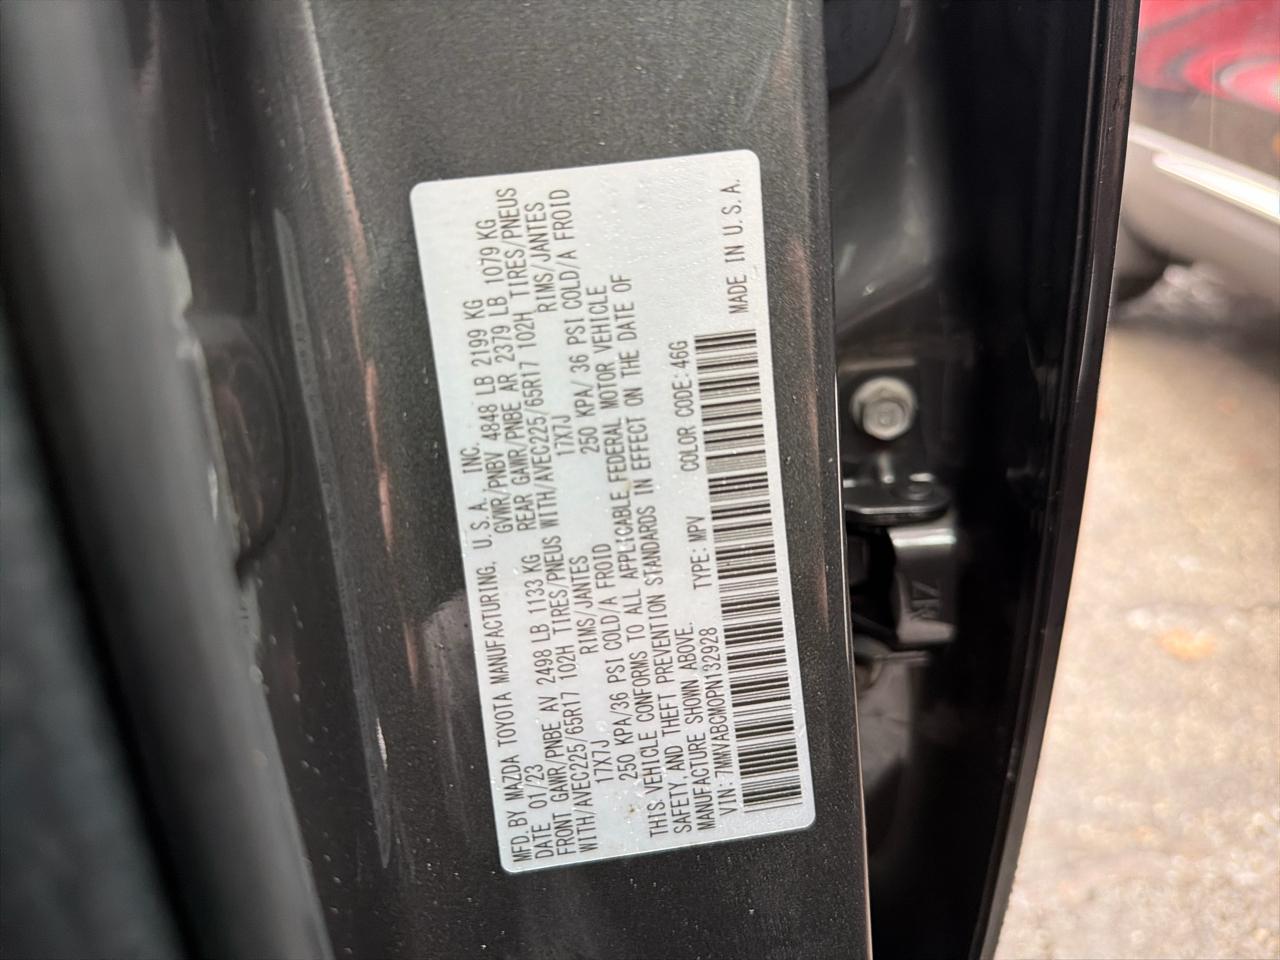 MFD. BY MAZDA TOYOTA MANUFACTURING, U.S.A. INC.
DATE 01/23 GVWR/PNBV 4848 LB 2199 KG
FRONT GAWR/PNBE AV 2498 LB 1133 KG REAR GAWR/PNBE AR 2379 LB 1079 KG
WITH/AVEC225/65R17 102H TIRES/PNEUS WITH/AVEC225/65R17 102H TIRES/PNEUS
17X7J RIMS/JANTES 17X7J RIMS/JANTES
250 KPA/36 PSI COLD/A FROID 250 KPA/ 36 PSI COLD/A FROID
THIS VEHICLE CONFORMS TO ALL APPLICABLE FEDERAL MOTOR VEHICLE
SAFETY AND THEFT PREVENTION STANDARDS IN EFFECT ON THE DATE OF
MANUFACTURE SHOWN ABOVE.
VIN: 7MMVABCM0PN132928 TYPE: MPV COLOR CODE: 46G
MADE IN U.S.A.